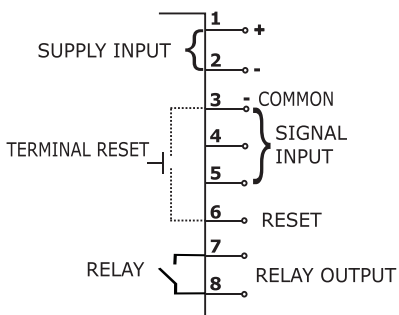 1 +
SUPPLY INPUT
2 -
3 - COMMON
4 SIGNAL
INPUT
TERMINAL RESET
5
6 RESET
7
RELAY RELAY OUTPUT
8